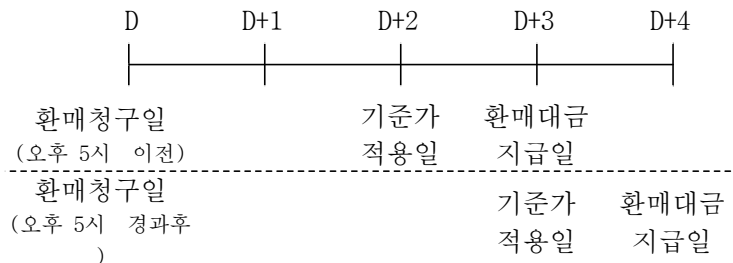 D D+1 D+2 D+3 D+4
환매청구일 기준가 환매대금
(오후 5시 이전) 적용일 지급일
환매청구일 기준가 환매대금
(오후 5시 경과후 적용일 지급일
)